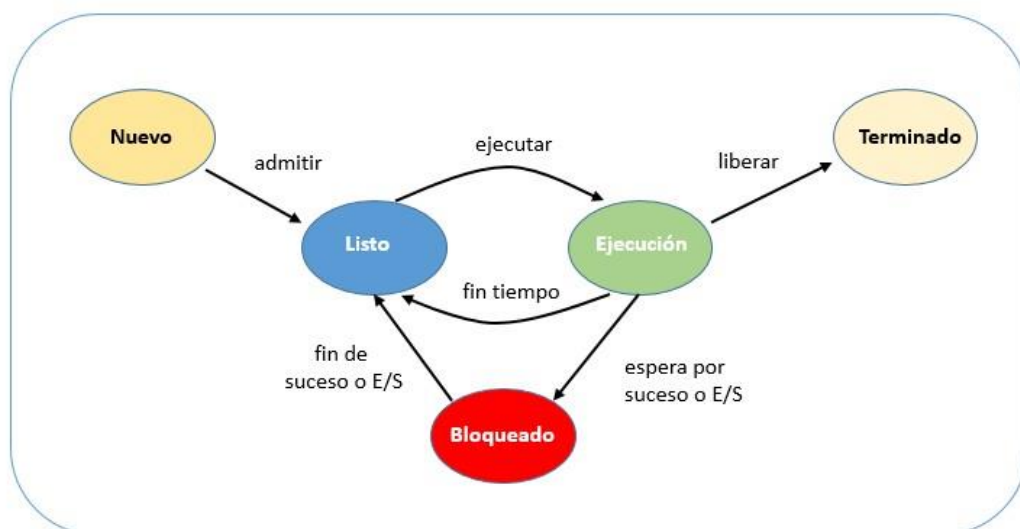 Nuevo
Terminado
admitir
ejecutar
liberar
Listo
Ejecución
fin tiempo
fin de
suceso o E/S
espera por
suceso o E/S
Bloqueado